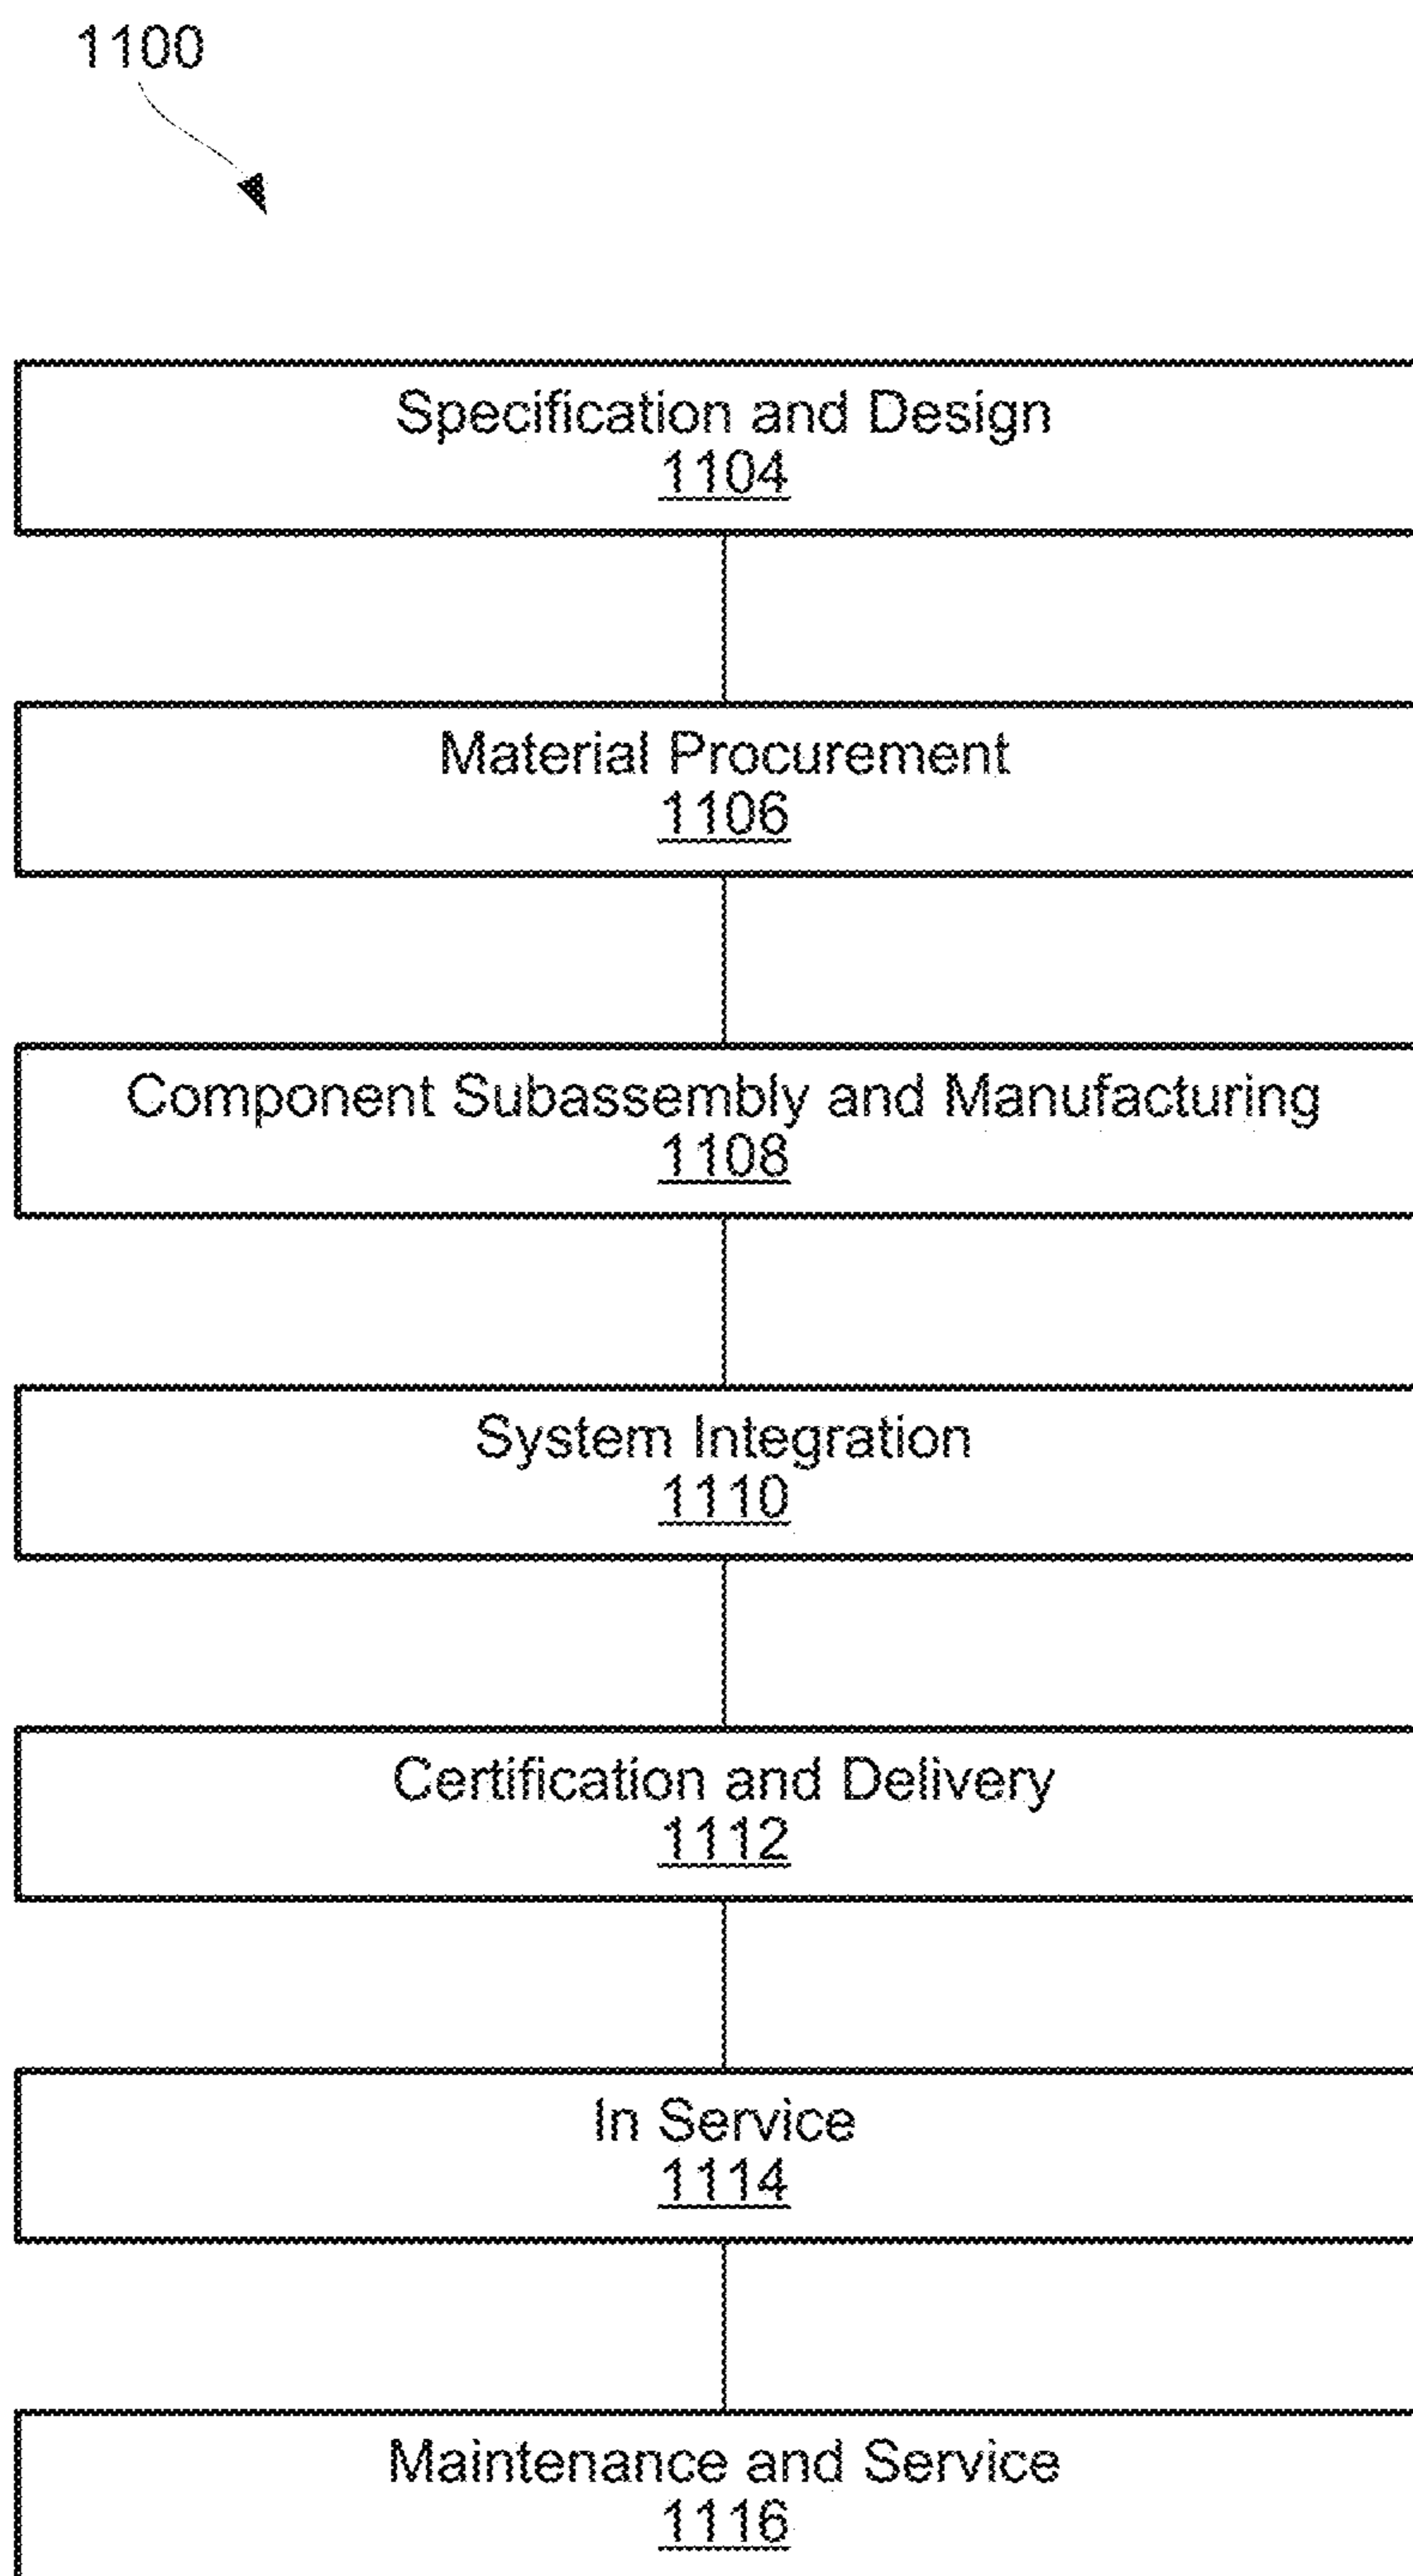 1100
Specification and Design
1104
Material Procurement
1106
Component Subassembly and Manufacturing
1108
System Integration
1110
Certification and Delivery
1112
In Service
1114
Maintenance and Service
1116